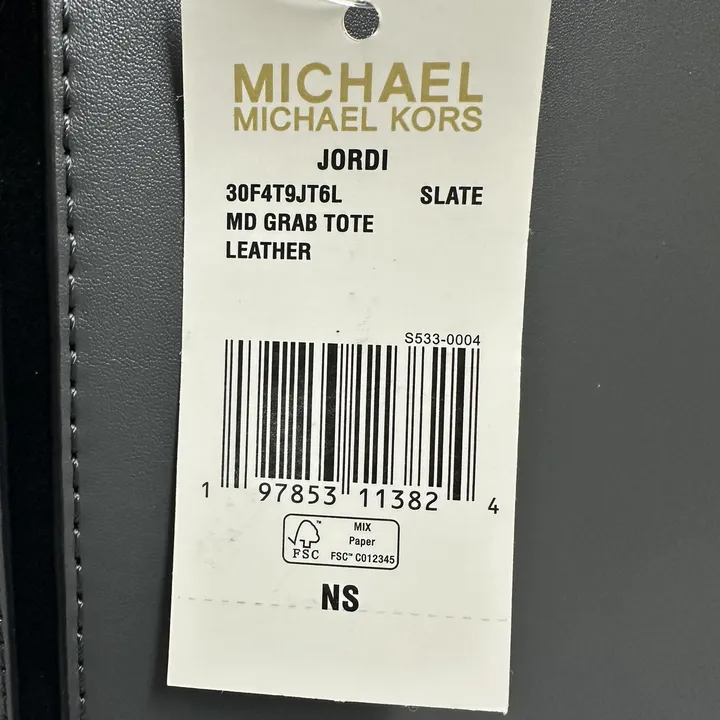 MICHAEL
MICHAEL KORS
JORDI
30F4T9JT6L SLATE
MD GRAB TOTE
LEATHER
S533-0004
1 97853 11382 4
FSC™
MIX
Paper
FSC™ C012345
NS